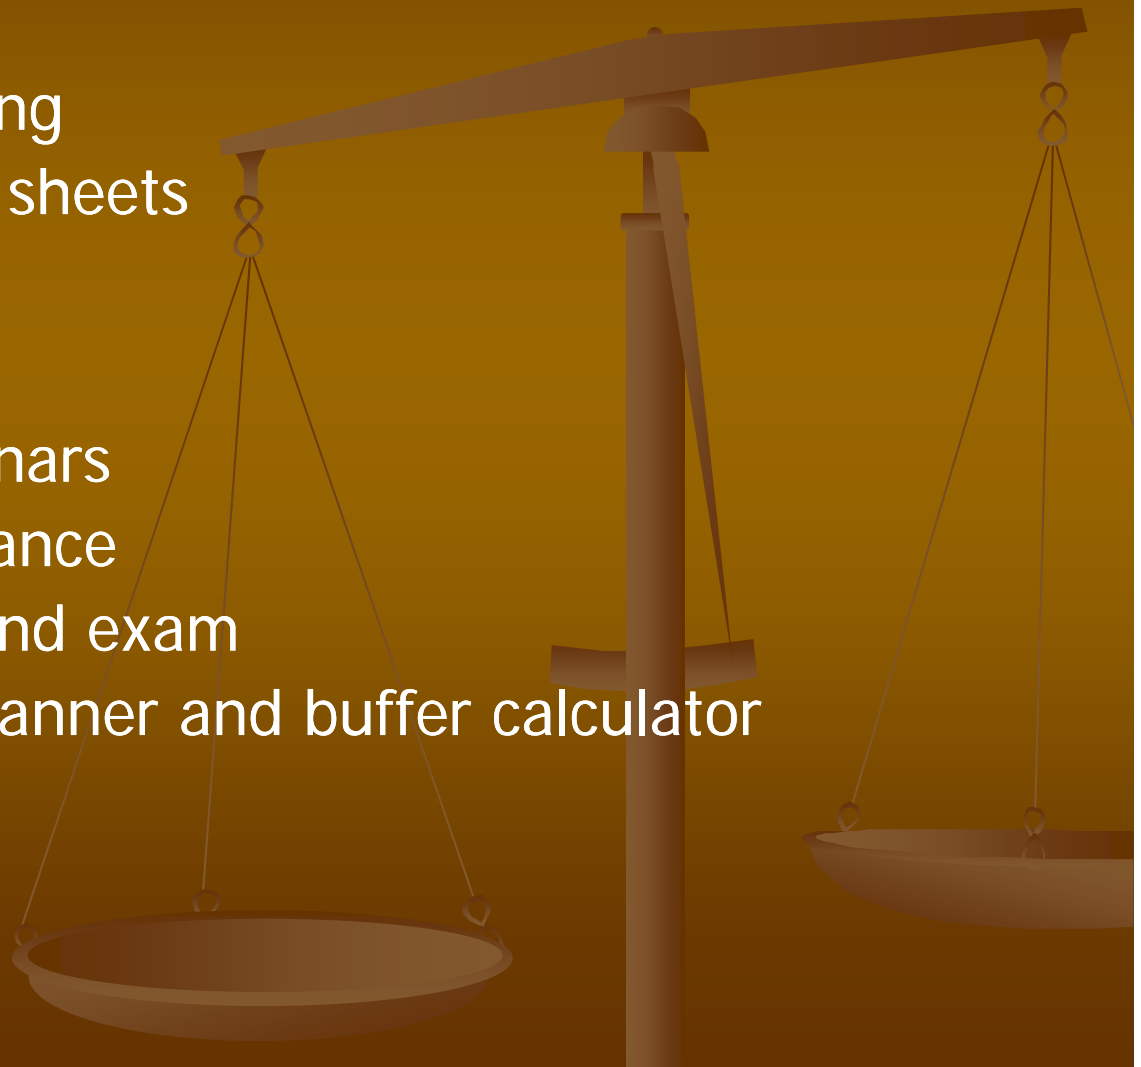 ng
sheets
nars
ance
nd exam
anner and buffer calculator